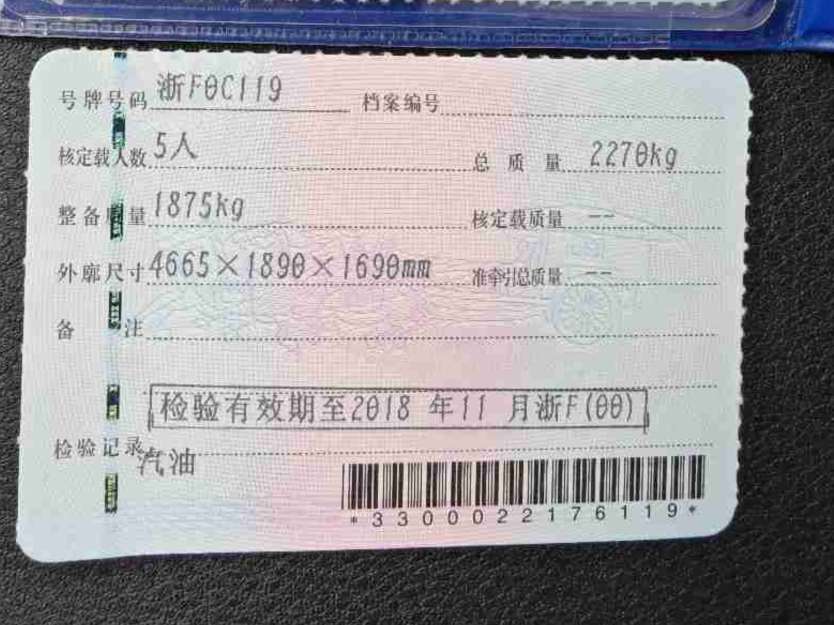 号牌号码 浙F0C119 档案编号
核定载人数 5人 总质量 2270kg
整备质量 1875kg 核定载质量 --
外廓尺寸 4665×1890×1690mm 准牵引总质量 --
备注
检验有效期至2018 年11 月浙F(00)
检验记录
汽油
*3300022176119*